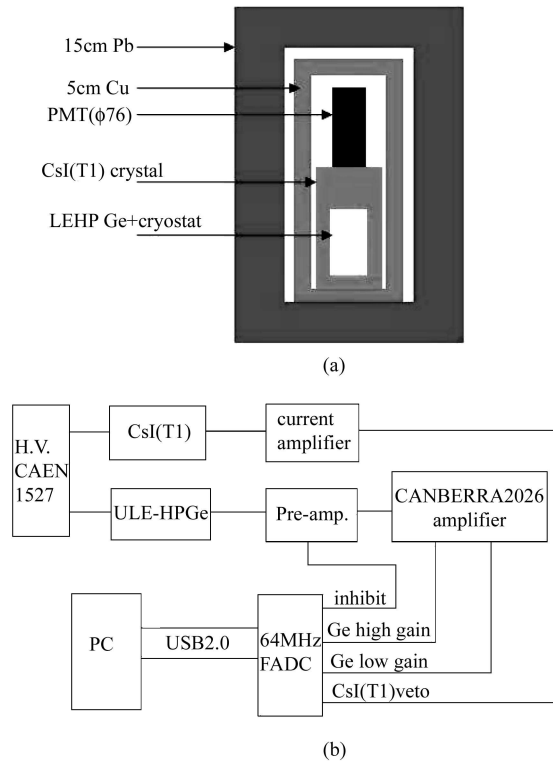 15cm Pb
5cm Cu
PMT(ϕ76)
CsI(T1) crystal
LEHP Ge+cryostat
(a)
H.V.
CAEN
1527
CsI(T1)
current
amplifier
ULE-HPGe
Pre-amp.
CANBERRA2026
amplifier
inhibit
PC
USB2.0
64MHz
FADC
Ge high gain
Ge low gain
CsI(T1)veto
(b)